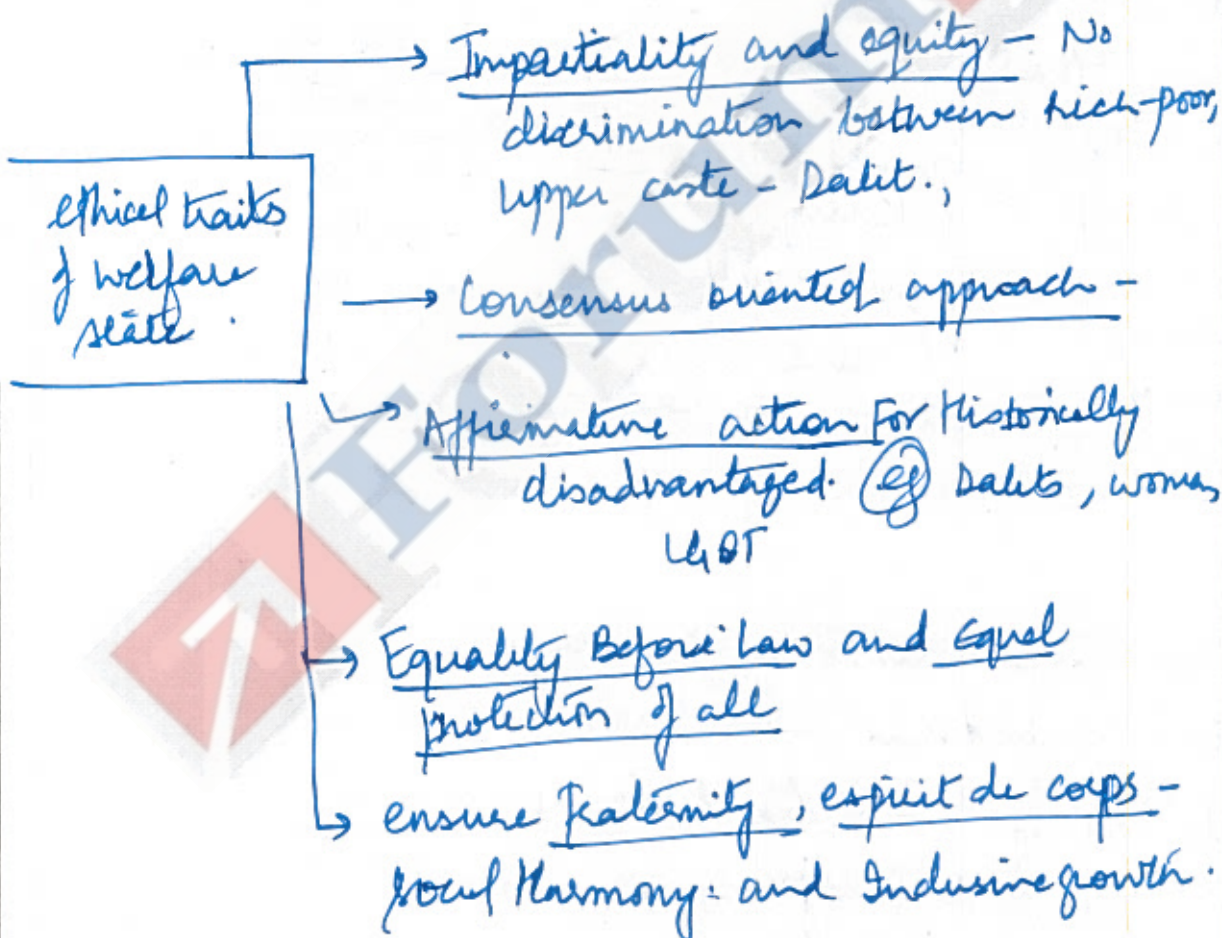 Impartiality and equity - No
discrimination between rich-poor,
upper caste - Dalit.,
ethical traits
of welfare
state.
Consensus oriented approach -
Affirmative action For Historically
disadvantaged. eg Dalits, women,
LGBT
Equality Before Law and Equal
protection of all
ensure Fraternity, espirit de corps -
social Harmony. and Inclusive growth.
Forum